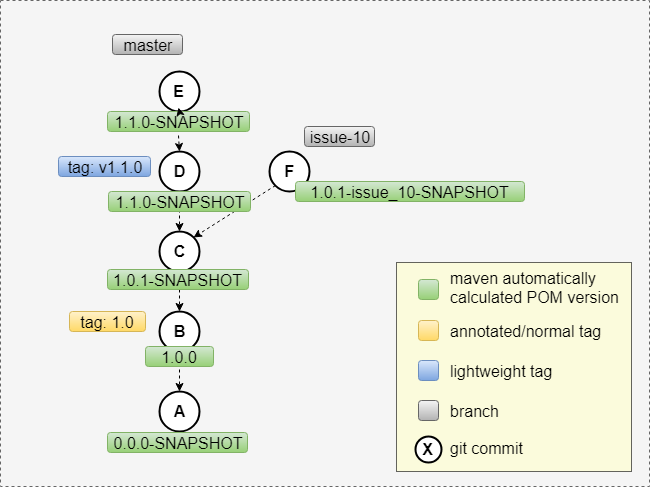 master
E
1.1.0-SNAPSHOT
tag: v1.1.0
D
1.1.0-SNAPSHOT
issue-10
F
1.0.1-issue_10-SNAPSHOT
C
1.0.1-SNAPSHOT
tag: 1.0
B
1.0.0
A
0.0.0-SNAPSHOT
maven automatically
calculated POM version
annotated/normal tag
lightweight tag
branch
X
git commit